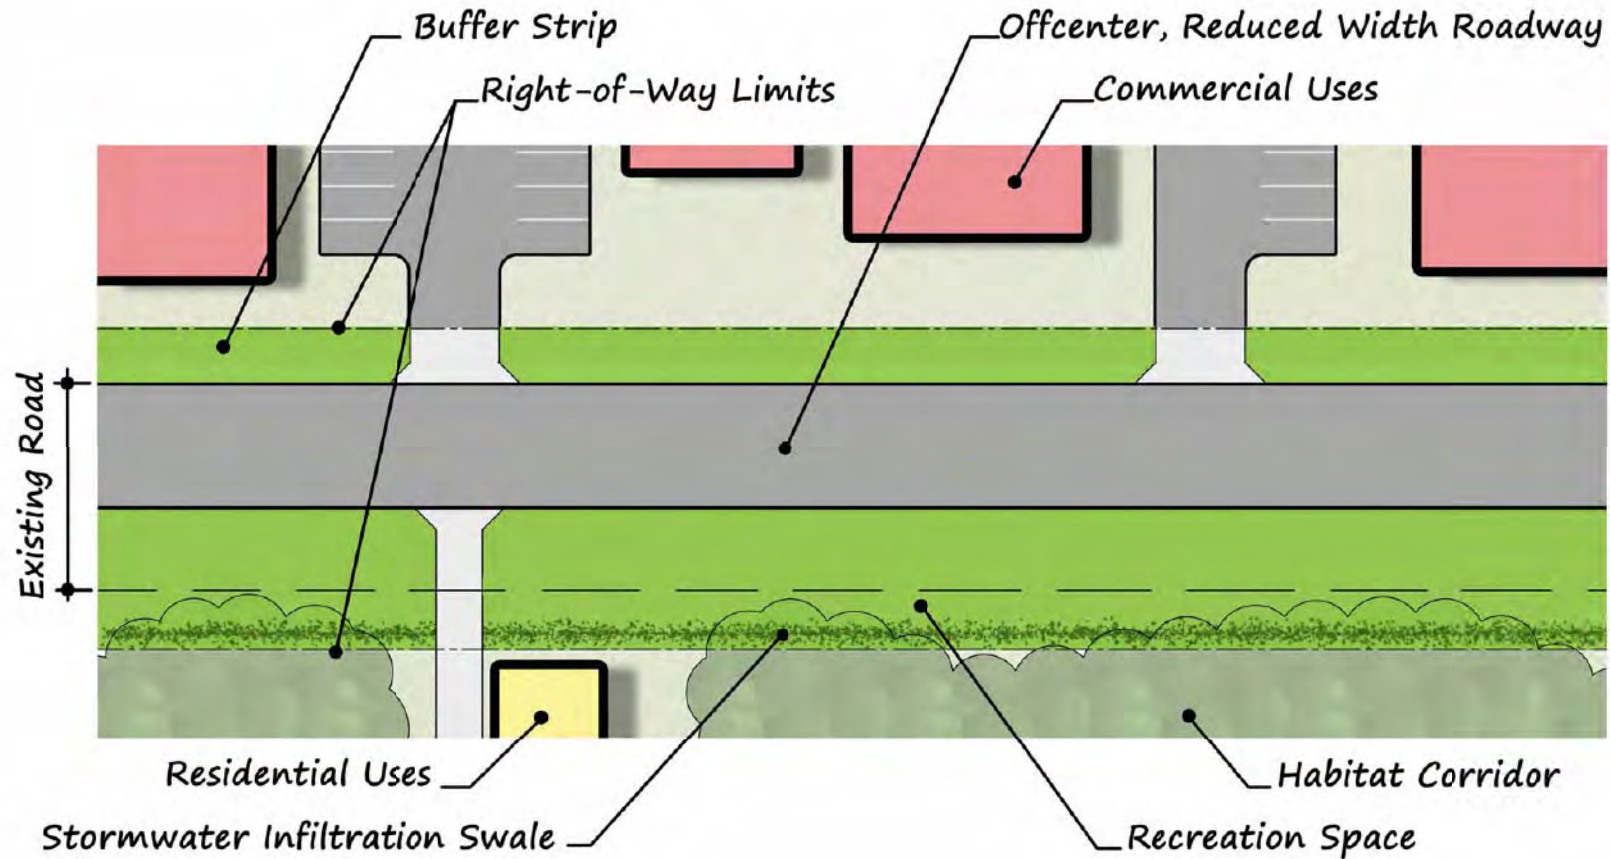 Buffer Strip
Offcenter, Reduced Width Roadway
Right-of-Way Limits
Commercial Uses
Existing Road
Residential Uses
Habitat Corridor
Stormwater Infiltration Swale
Recreation Space